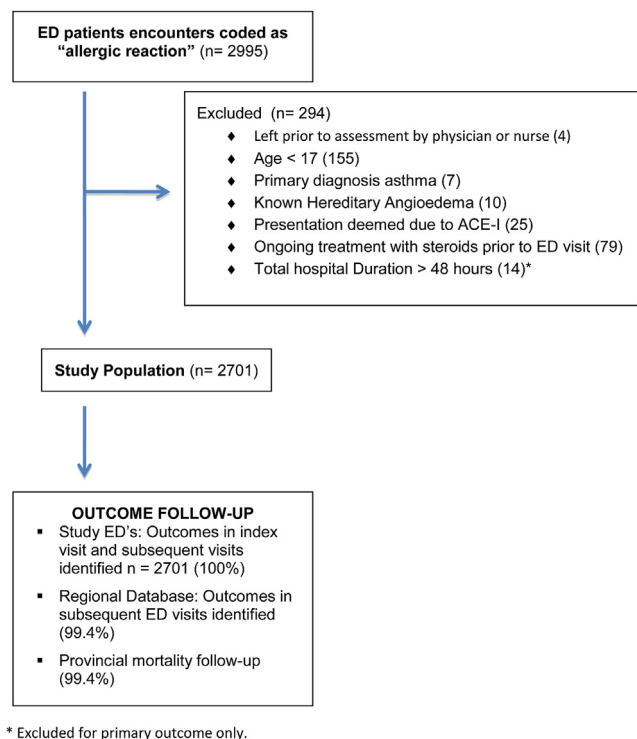 ED patients encounters coded as
“allergic reaction” (n= 2995)
Excluded (n= 294)
♦ Left prior to assessment by physician or nurse (4)
♦ Age < 17 (155)
♦ Primary diagnosis asthma (7)
♦ Known Hereditary Angioedema (10)
♦ Presentation deemed due to ACE-I (25)
♦ Ongoing treatment with steroids prior to ED visit (79)
♦ Total hospital Duration > 48 hours (14)*
Study Population (n= 2701)
OUTCOME FOLLOW-UP
▪ Study ED’s: Outcomes in index
visit and subsequent visits
identified n = 2701 (100%)
▪ Regional Database: Outcomes in
subsequent ED visits identified
(99.4%)
▪ Provincial mortality follow-up
(99.4%)
* Excluded for primary outcome only.